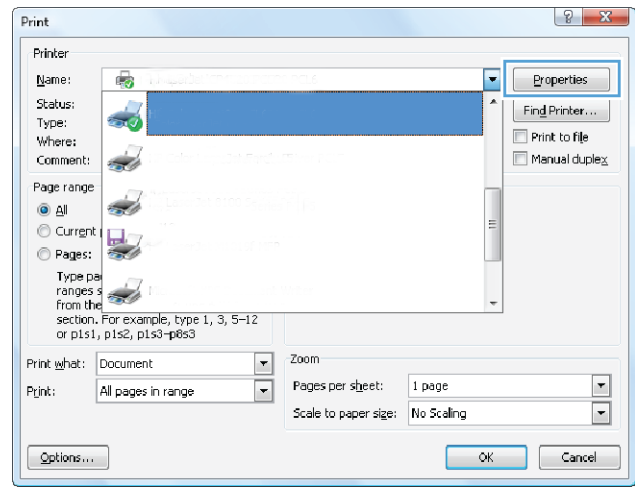 Print
Printer
Name:
Properties
Status:
Find Printer...
Type:
Where:
Print to file
Comment:
Manual duplex
Page range
All
Current
Pages:
Type
ranges
from the
section. For example, type 1, 3, 5–12
or p1s1, p1s2, p1s3–p8s3
Print what: Document
Zoom
Print: All pages in range
Pages per sheet: 1 page
Scale to paper size: No Scaling
Options...
OK
Cancel